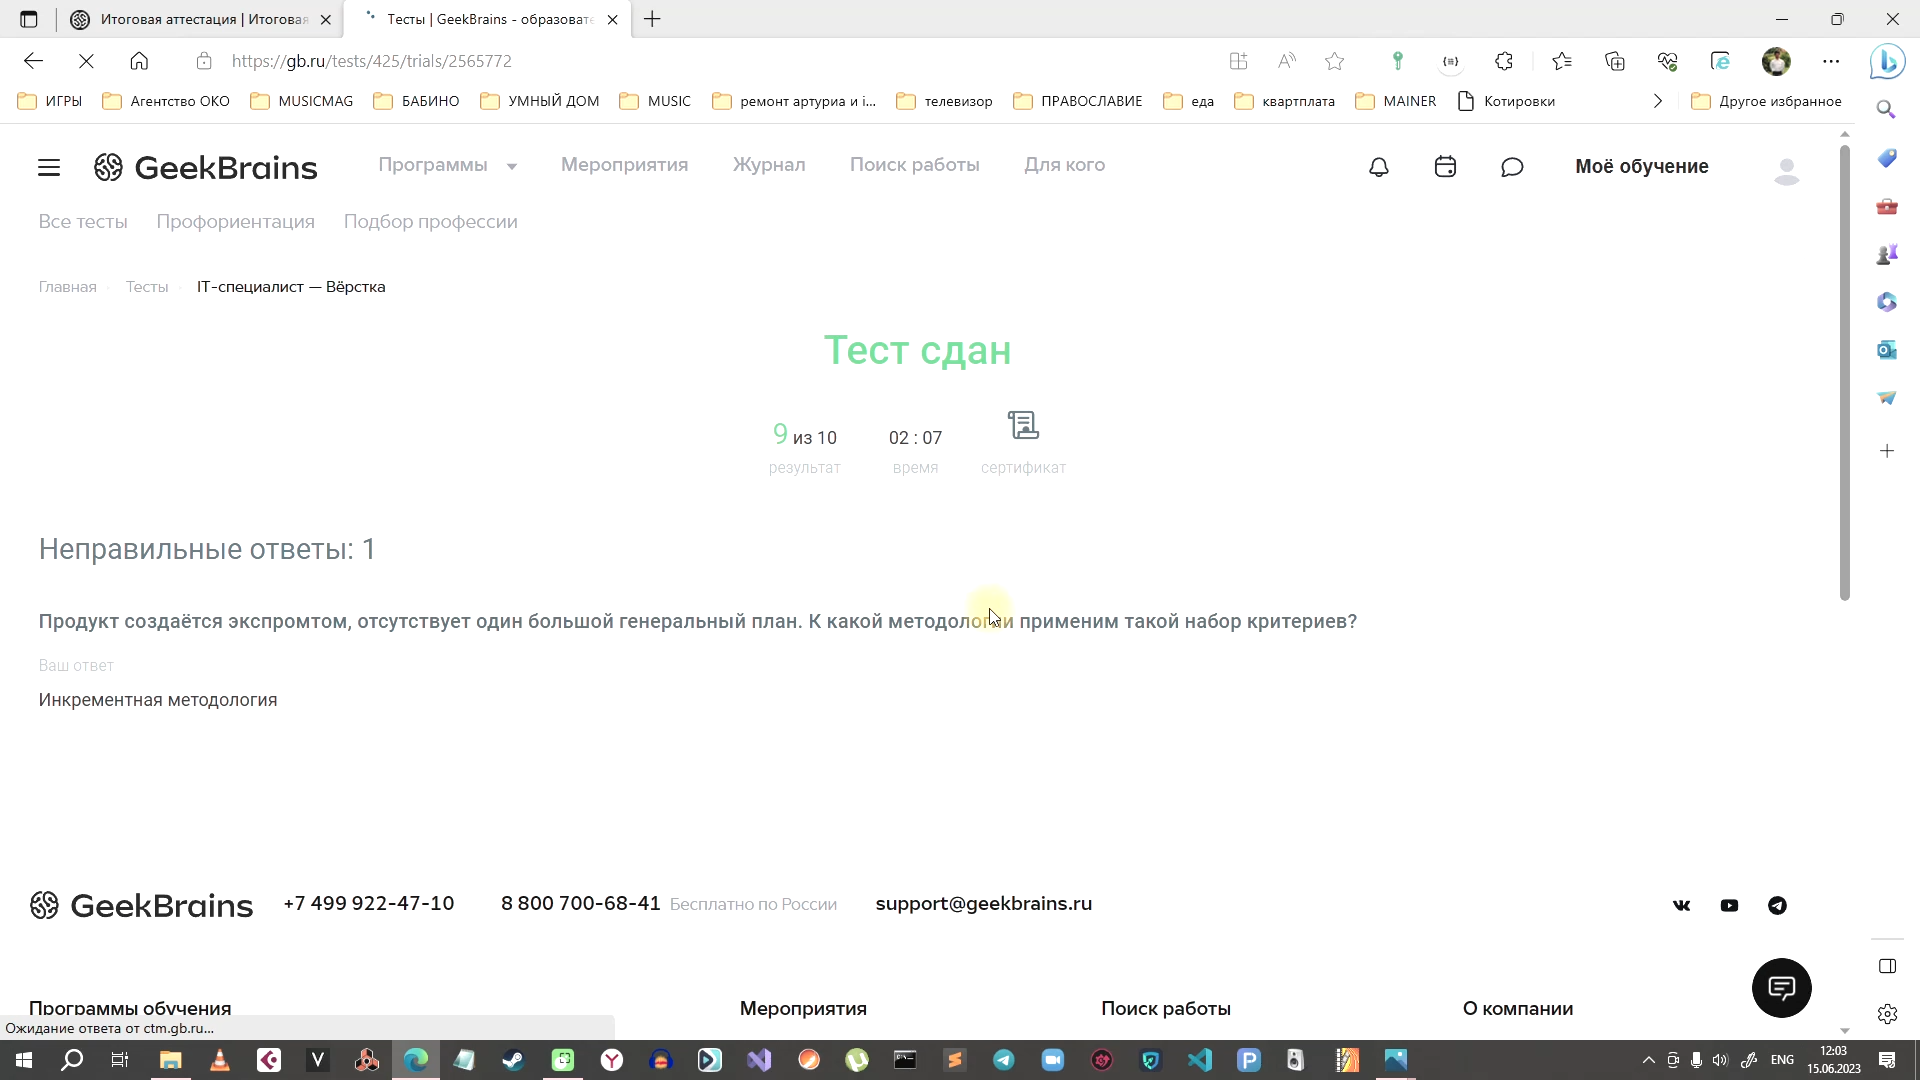 Итоговая аттестация | Итоговая
Тесты | GeekBrains - образовате
https://gb.ru/tests/425/trials/2565772
ИГРЫ
Агентство ОКО
MUSICMAG
БАБИНО
УМНЫЙ ДОМ
MUSIC
ремонт артуриа и i...
телевизор
ПРАВОСЛАВИЕ
еда
квартплата
MAINER
Котировки
Другое избранное
GeekBrains
Программы
Мероприятия
Журнал
Поиск работы
Для кого
Моё обучение
Все тесты
Профориентация
Подбор профессии
Главная
Тесты
IT-специалист — Вёрстка
Тест сдан
9 из 10
02 : 07
результат
время
сертификат
Неправильные ответы: 1
Продукт создаётся экспромтом, отсутствует один большой генеральный план. К какой методологии применим такой набор критериев?
Ваш ответ
Инкрементная методология
GeekBrains
+7 499 922-47-10
8 800 700-68-41 Бесплатно по России
support@geekbrains.ru
Программы обучения
Мероприятия
Поиск работы
О компании
Ожидание ответа от ctm.gb.ru...
ENG
12:03
15.06.2023